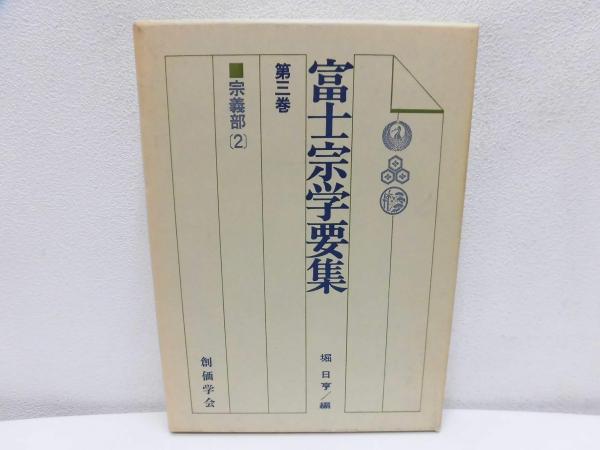 富士宗学要集
第三巻
■宗義部〔2〕
堀日亨/編
創価学会